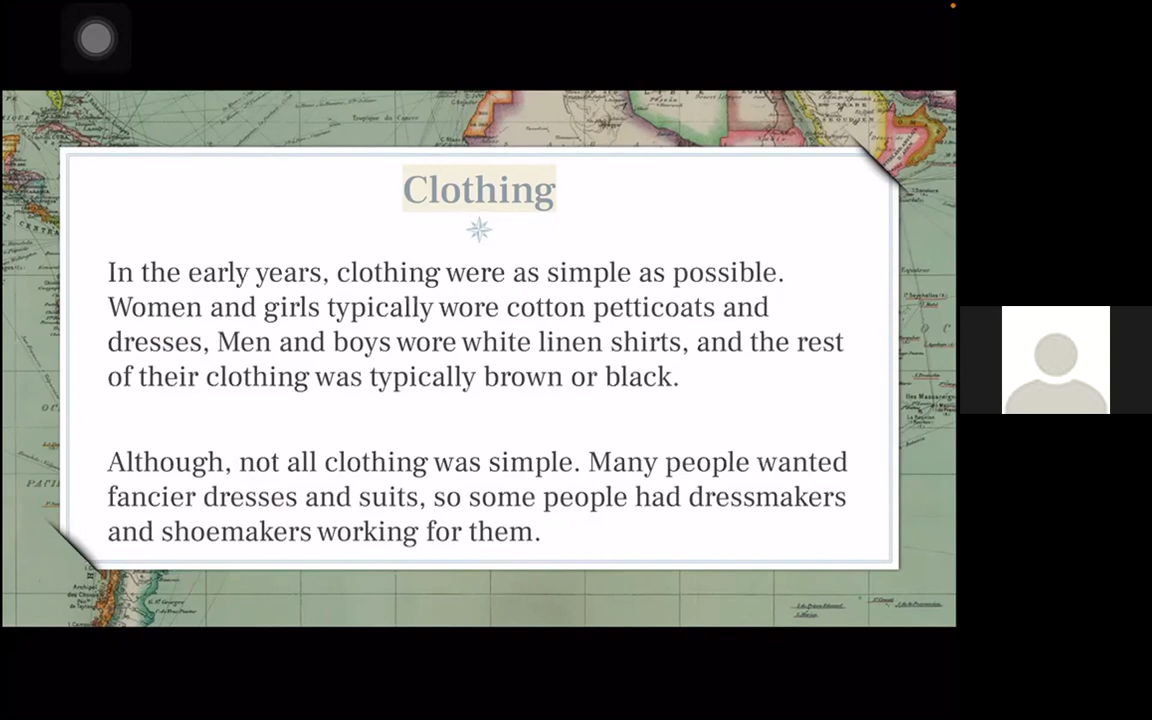 Clothing
In the early years, clothing were as simple as possible.
Women and girls typically wore cotton petticoats and
dresses, Men and boys wore white linen shirts, and the rest
of their clothing was typically brown or black.
Although, not all clothing was simple. Many people wanted
fancier dresses and suits, so some people had dressmakers
and shoemakers working for them.